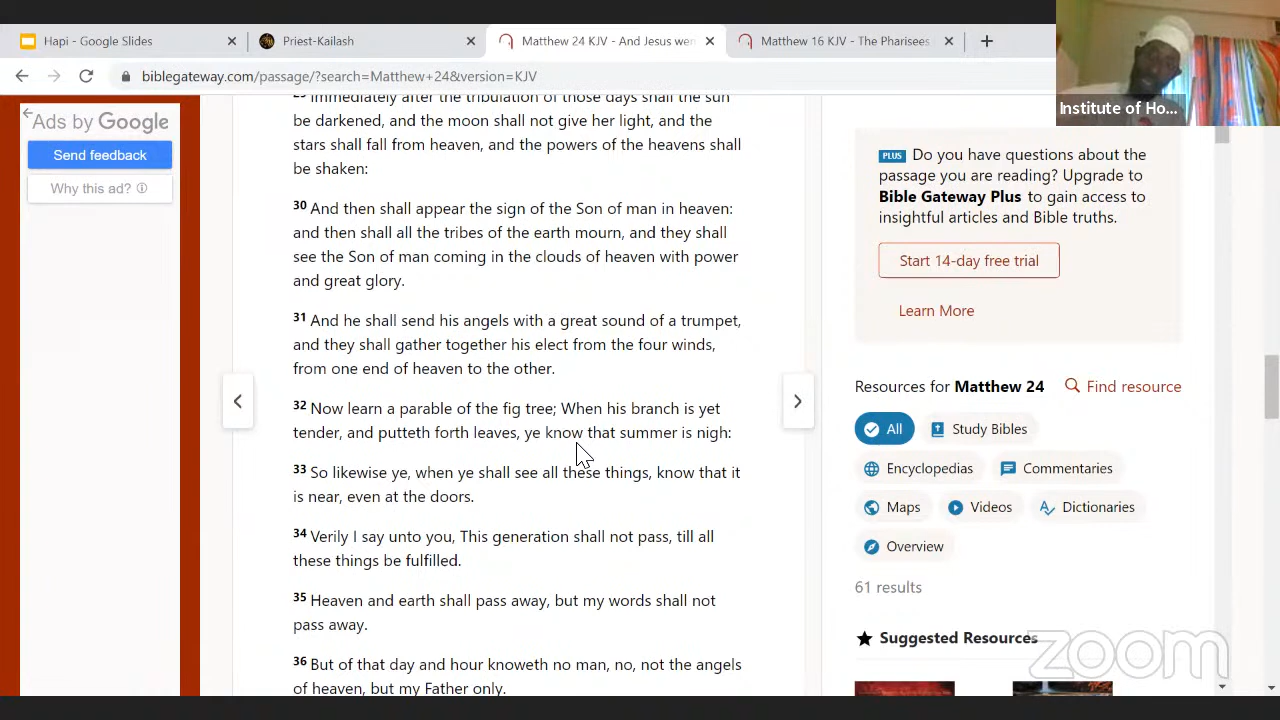 Hapi - Google Slides
Priest-Kailash
Matthew 24 KJV - And Jesus wen
Matthew 16 KJV - The Pharisees
biblegateway.com/passage/?search=Matthew+24&version=KJV
Institute of Ho...
Ads by Google
Send feedback
Why this ad?
Immediately after the tribulation of those days shall the sun
be darkened, and the moon shall not give her light, and the
stars shall fall from heaven, and the powers of the heavens shall
be shaken:
30 And then shall appear the sign of the Son of man in heaven:
and then shall all the tribes of the earth mourn, and they shall
see the Son of man coming in the clouds of heaven with power
and great glory.
31 And he shall send his angels with a great sound of a trumpet,
and they shall gather together his elect from the four winds,
from one end of heaven to the other.
32 Now learn a parable of the fig tree; When his branch is yet
tender, and putteth forth leaves, ye know that summer is nigh:
33 So likewise ye, when ye shall see all these things, know that it
is near, even at the doors.
34 Verily I say unto you, This generation shall not pass, till all
these things be fulfilled.
35 Heaven and earth shall pass away, but my words shall not
pass away.
36 But of that day and hour knoweth no man, no, not the angels
of heaven, but my Father only.
PLUS Do you have questions about the
passage you are reading? Upgrade to
Bible Gateway Plus to gain access to
insightful articles and Bible truths.
Start 14-day free trial
Learn More
Resources for Matthew 24
Find resource
All
Study Bibles
Encyclopedias
Commentaries
Maps
Videos
Dictionaries
Overview
61 results
Suggested Resources
zoom